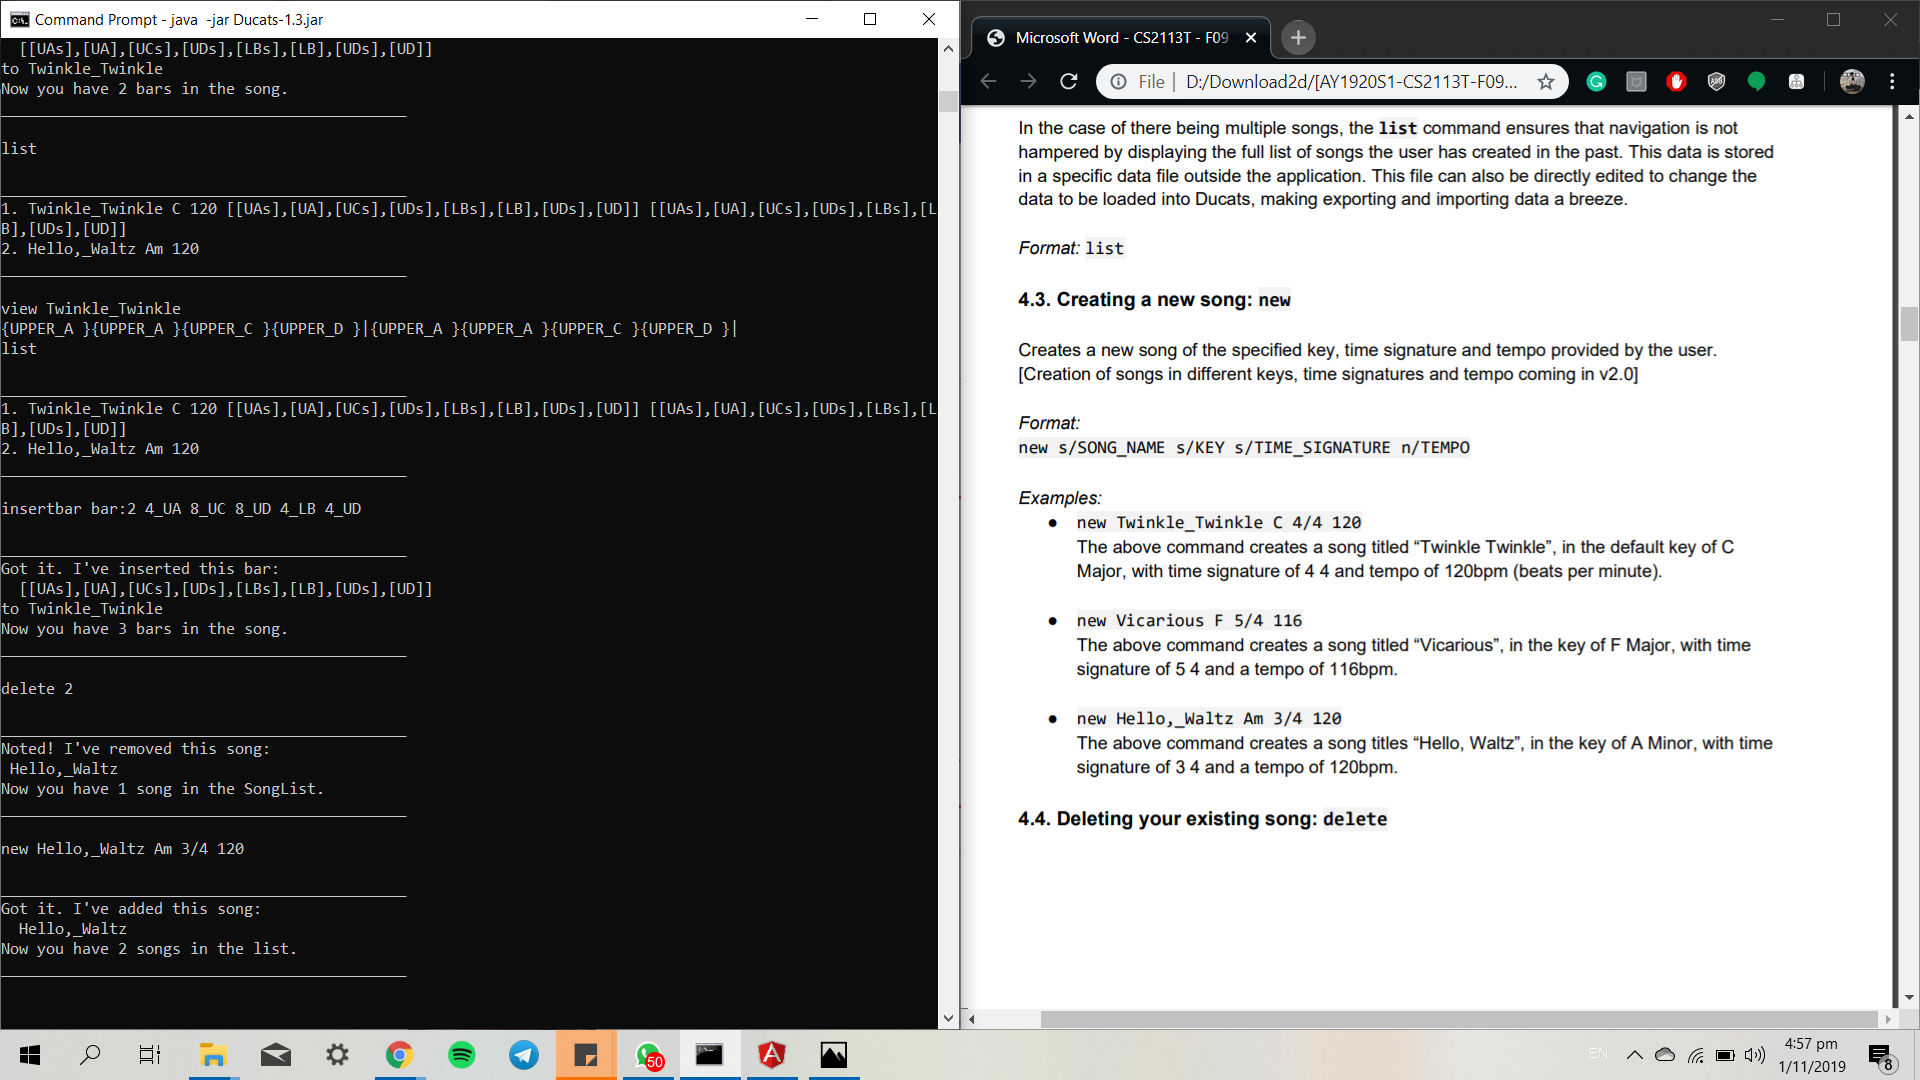 Command Prompt - java  -jar Ducats-1.3.jar
[[UAs],[UA],[UCs],[UDs],[LBs],[LB],[UDs],[UD]]
to Twinkle_Twinkle
Now you have 2 bars in the song.
list
1. Twinkle_Twinkle C 120 [[UAs],[UA],[UCs],[UDs],[LBs],[LB],[UDs],[UD]] [[UAs],[UA],[UCs],[UDs],[LBs],[L
B],[UDs],[UD]]
2. Hello,_Waltz Am 120
view Twinkle_Twinkle
{UPPER_A }{UPPER_A }{UPPER_C }{UPPER_D }|{UPPER_A }{UPPER_A }{UPPER_C }{UPPER_D }|
list
1. Twinkle_Twinkle C 120 [[UAs],[UA],[UCs],[UDs],[LBs],[LB],[UDs],[UD]] [[UAs],[UA],[UCs],[UDs],[LBs],[L
B],[UDs],[UD]]
2. Hello,_Waltz Am 120
insertbar bar:2 4_UA 8_UC 8_UD 4_LB 4_UD
Got it. I've inserted this bar:
[[UAs],[UA],[UCs],[UDs],[LBs],[LB],[UDs],[UD]]
to Twinkle_Twinkle
Now you have 3 bars in the song.
delete 2
Noted! I've removed this song:
Hello,_Waltz
Now you have 1 song in the SongList.
new Hello,_Waltz Am 3/4 120
Got it. I've added this song:
Hello,_Waltz
Now you have 2 songs in the list.
Microsoft Word - CS2113T - F09
File | D:/Download2d/[AY1920S1-CS2113T-F09...
In the case of there being multiple songs, the list command ensures that navigation is not
hampered by displaying the full list of songs the user has created in the past. This data is stored
in a specific data file outside the application. This file can also be directly edited to change the
data to be loaded into Ducats, making exporting and importing data a breeze.
Format: list
4.3. Creating a new song: new
Creates a new song of the specified key, time signature and tempo provided by the user.
[Creation of songs in different keys, time signatures and tempo coming in v2.0]
Format:
new s/SONG_NAME s/KEY s/TIME_SIGNATURE n/TEMPO
Examples:
● new Twinkle_Twinkle C 4/4 120
The above command creates a song titled “Twinkle Twinkle”, in the default key of C
Major, with time signature of 4 4 and tempo of 120bpm (beats per minute).
● new Vicarious F 5/4 116
The above command creates a song titled “Vicarious”, in the key of F Major, with time
signature of 5 4 and a tempo of 116bpm.
● new Hello,_Waltz Am 3/4 120
The above command creates a song titles “Hello, Waltz”, in the key of A Minor, with time
signature of 3 4 and a tempo of 120bpm.
4.4. Deleting your existing song: delete
50
EN
4:57 pm
1/11/2019
8